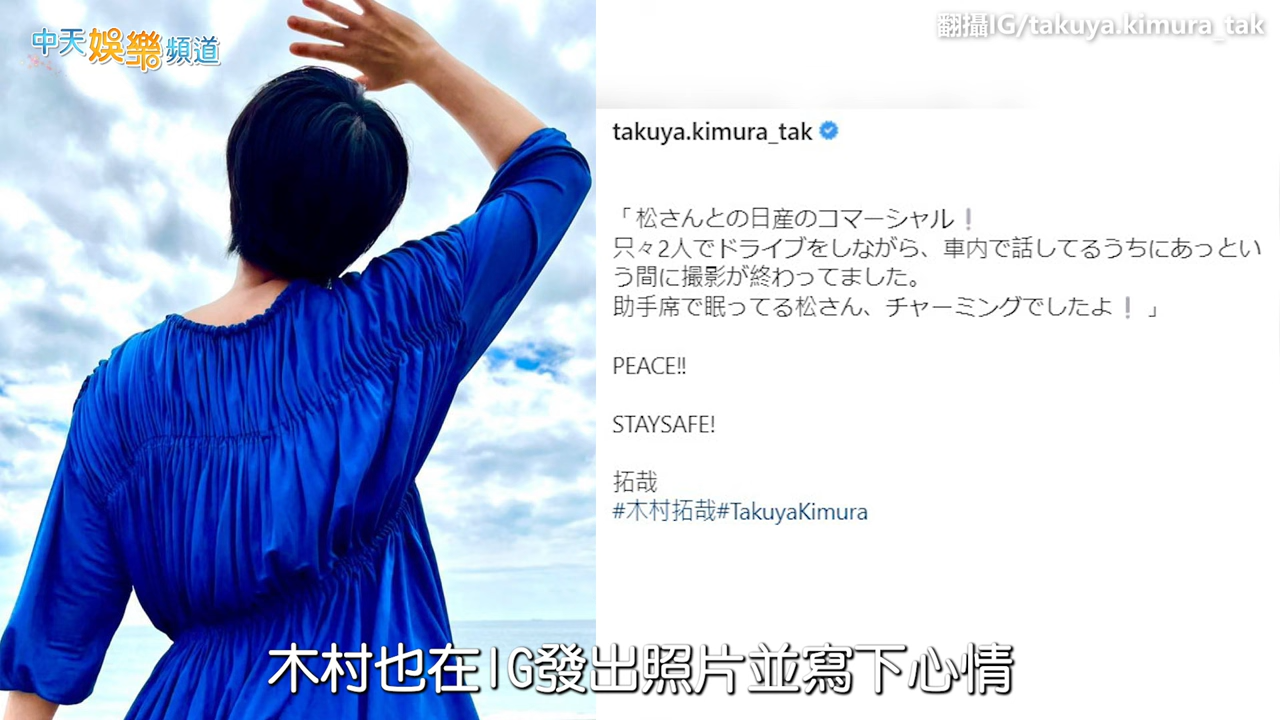 中天娛樂頻道
翻攝IG/takuya.kimura_tak
takuya.kimura_tak
「 松さんとの日産のコマーシャル❕
只々2人でドライブをしながら、車内で話してるうちにあっとい
う間に撮影が終わってました。
助手席で眠ってる松さん、チャーミングでしたよ❕ 」
PEACE!!
STAYSAFE!
拓哉
#木村拓哉#TakuyaKimura
木村也在IG發出照片並寫下心情